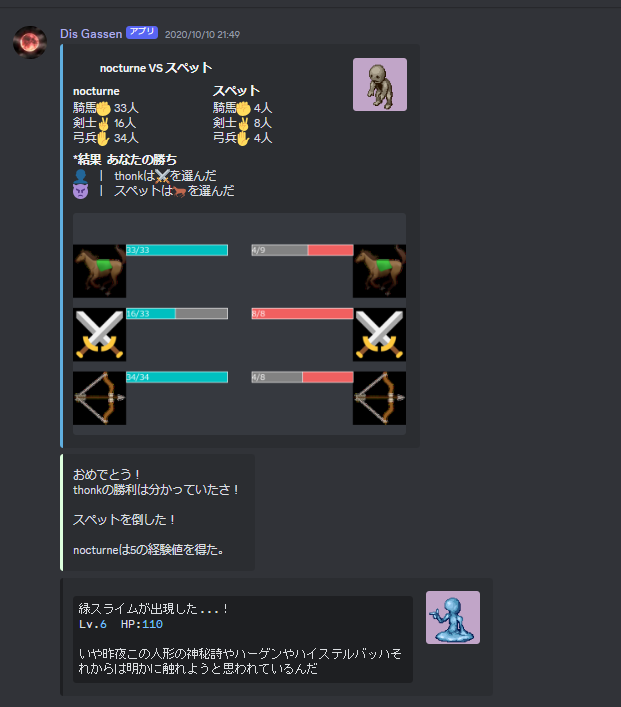 Dis Gassen アプリ 2020/10/10 21:49
nocturne VS スペット
nocturne スペット
騎馬✊ 33人 騎馬✊ 4人
剣士✌ 16人 剣士✌ 8人
弓兵✋ 34人 弓兵✋ 4人
*結果 あなたの勝ち
👤 | thonkは⚔を選んだ
😈 | スペットは🐎を選んだ
33/33 4/9
16/33 8/8
34/34 4/8
おめでとう！
thonkの勝利は分かっていたさ！
スペットを倒した！
nocturneは5の経験値を得た。
緑スライムが出現した...！
Lv.6 HP:110
いや昨夜この人形の神秘詩やハーゲンやハイステルバッハそ
れからは明かに触れようと思われているんだ